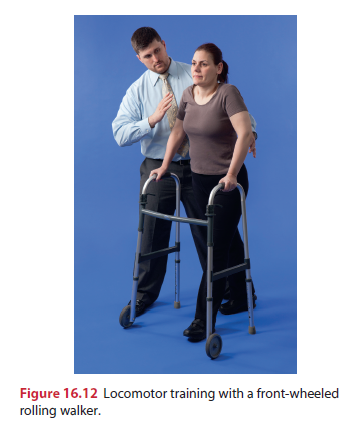 Figure 16.12 Locomotor training with a front-wheeled
rolling walker.